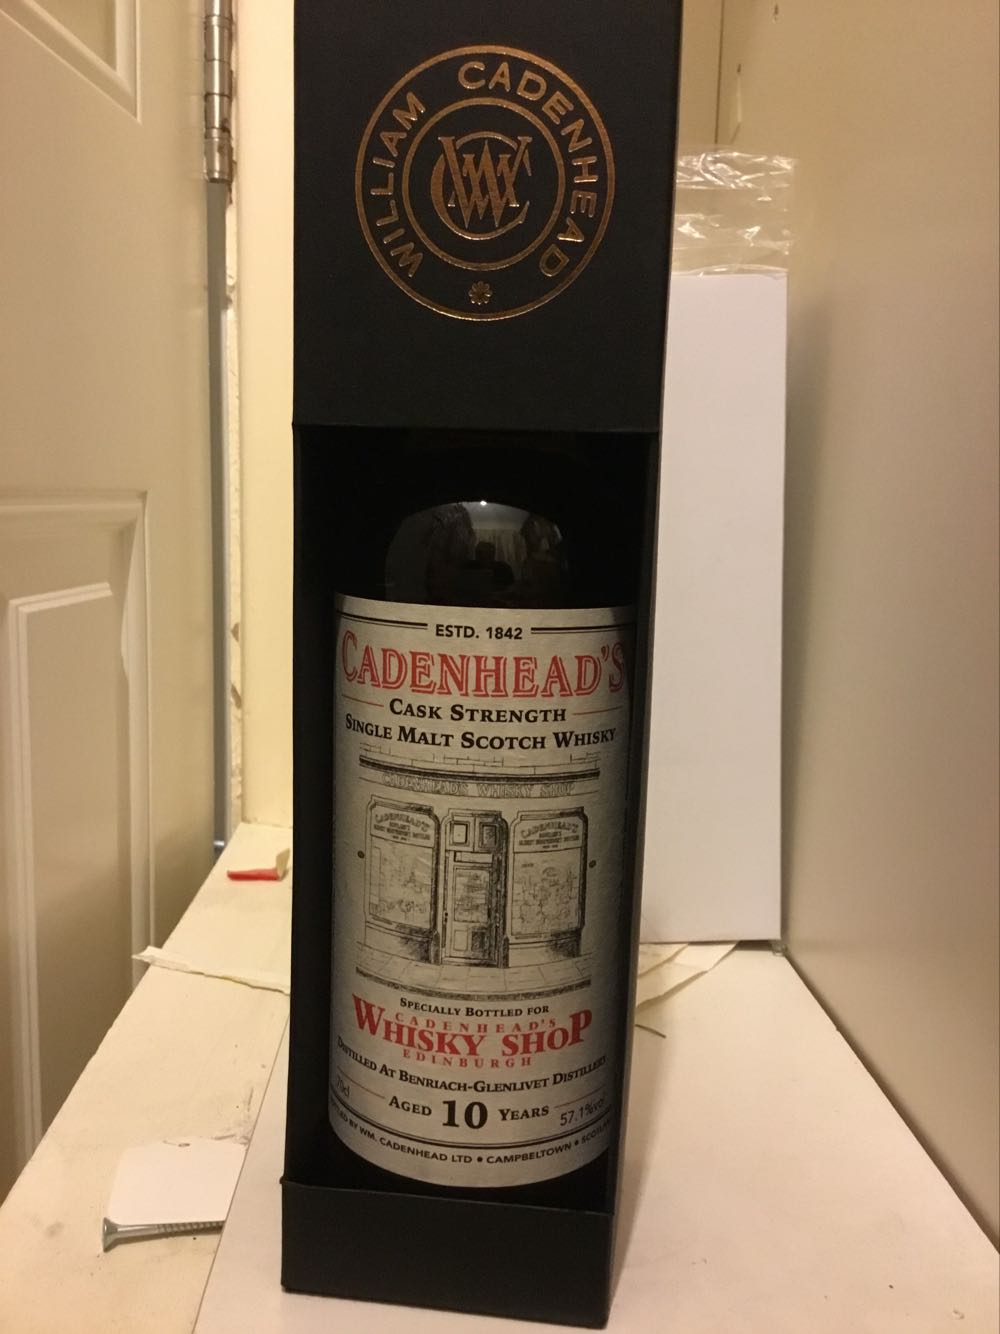 WILLIAM CADENHEAD
WC
ESTD. 1842
CADENHEAD'S
CASK STRENGTH
SINGLE MALT SCOTCH WHISKY
CADENHEAD'S WHISKY SHOP
CADENHEAD'S
CADENHEAD'S
SPECIALLY BOTTLED FOR
CADENHEAD'S
WHISKY SHOP
EDINBURGH
DISTILLED AT BENRIACH-GLENLIVET DISTILLERY
70cl
AGED 10 YEARS
57.1%vol
BY WM. CADENHEAD LTD • CAMPBELTOWN •